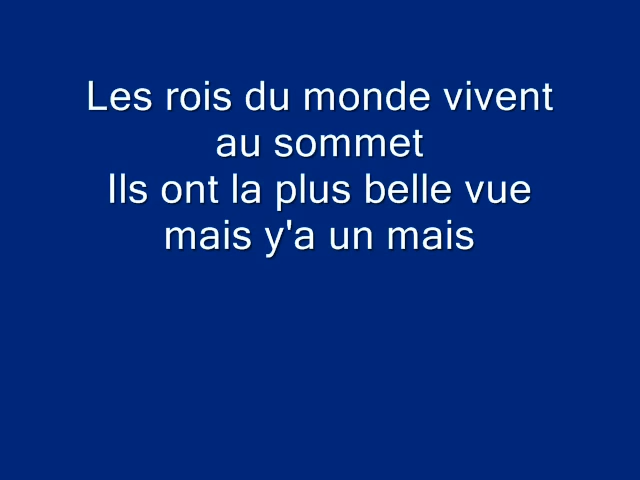 Les rois du monde vivent
au sommet
Ils ont la plus belle vue
mais y'a un mais